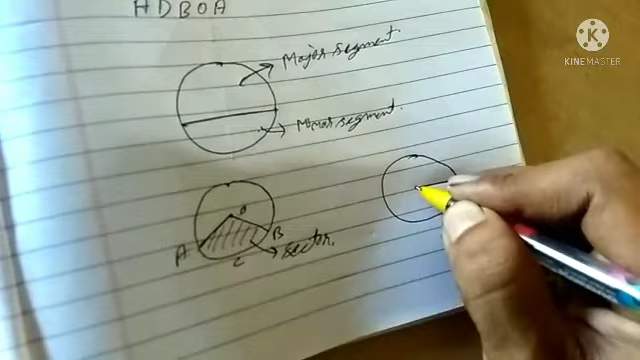 HDBOA
Major segment.
Minor segment.
O
A
B
C
sector.
KINEMASTER